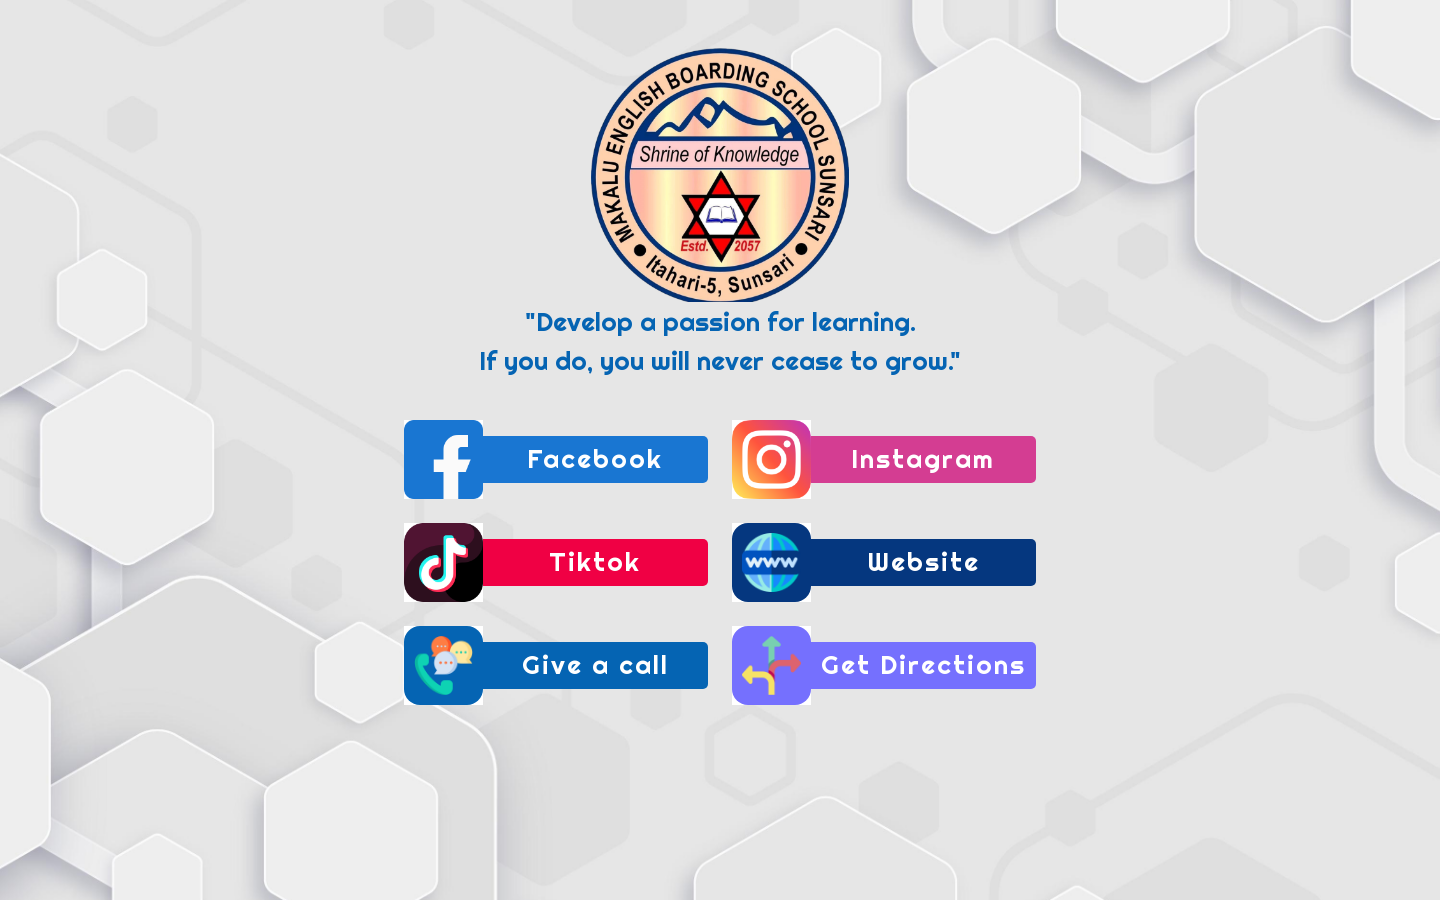 MAKALU ENGLISH BOARDING SCHOOL SUNSARI
Shrine of Knowledge
Estd. 2057
Itahari-5, Sunsari
"Develop a passion for learning.
If you do, you will never cease to grow."
Facebook
Instagram
Tiktok
www
Website
Give a call
Get Directions